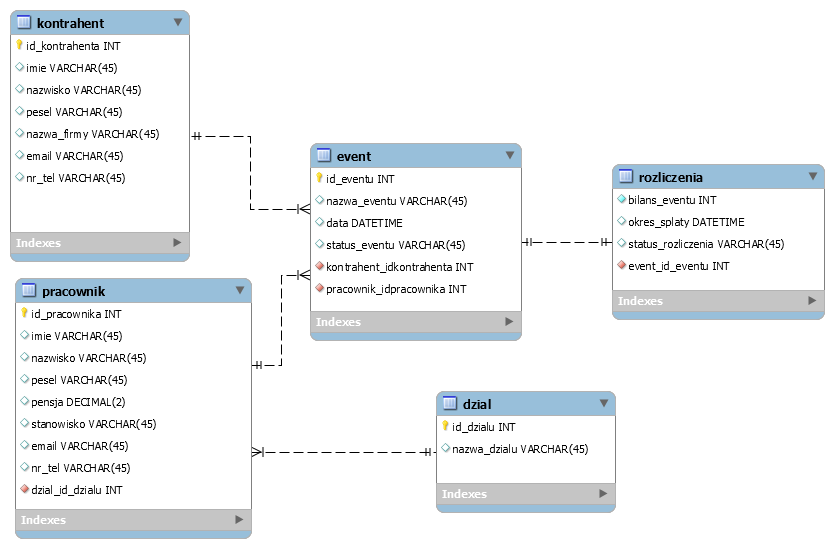 kontrahent
id_kontrahenta INT
imie VARCHAR(45)
nazwisko VARCHAR(45)
pesel VARCHAR(45)
nazwa_firmy VARCHAR(45)
email VARCHAR(45)
nr_tel VARCHAR(45)
Indexes
pracownik
id_pracownika INT
imie VARCHAR(45)
nazwisko VARCHAR(45)
pesel VARCHAR(45)
pensja DECIMAL(2)
stanowisko VARCHAR(45)
email VARCHAR(45)
nr_tel VARCHAR(45)
dzial_id_dzialu INT
Indexes
event
id_eventu INT
nazwa_eventu VARCHAR(45)
data DATETIME
status_eventu VARCHAR(45)
kontrahent_idkontrahenta INT
pracownik_idpracownika INT
Indexes
dzial
id_dzialu INT
nazwa_dzialu VARCHAR(45)
Indexes
rozliczenia
bilans_eventu INT
okres_splaty DATETIME
status_rozliczenia VARCHAR(45)
event_id_eventu INT
Indexes